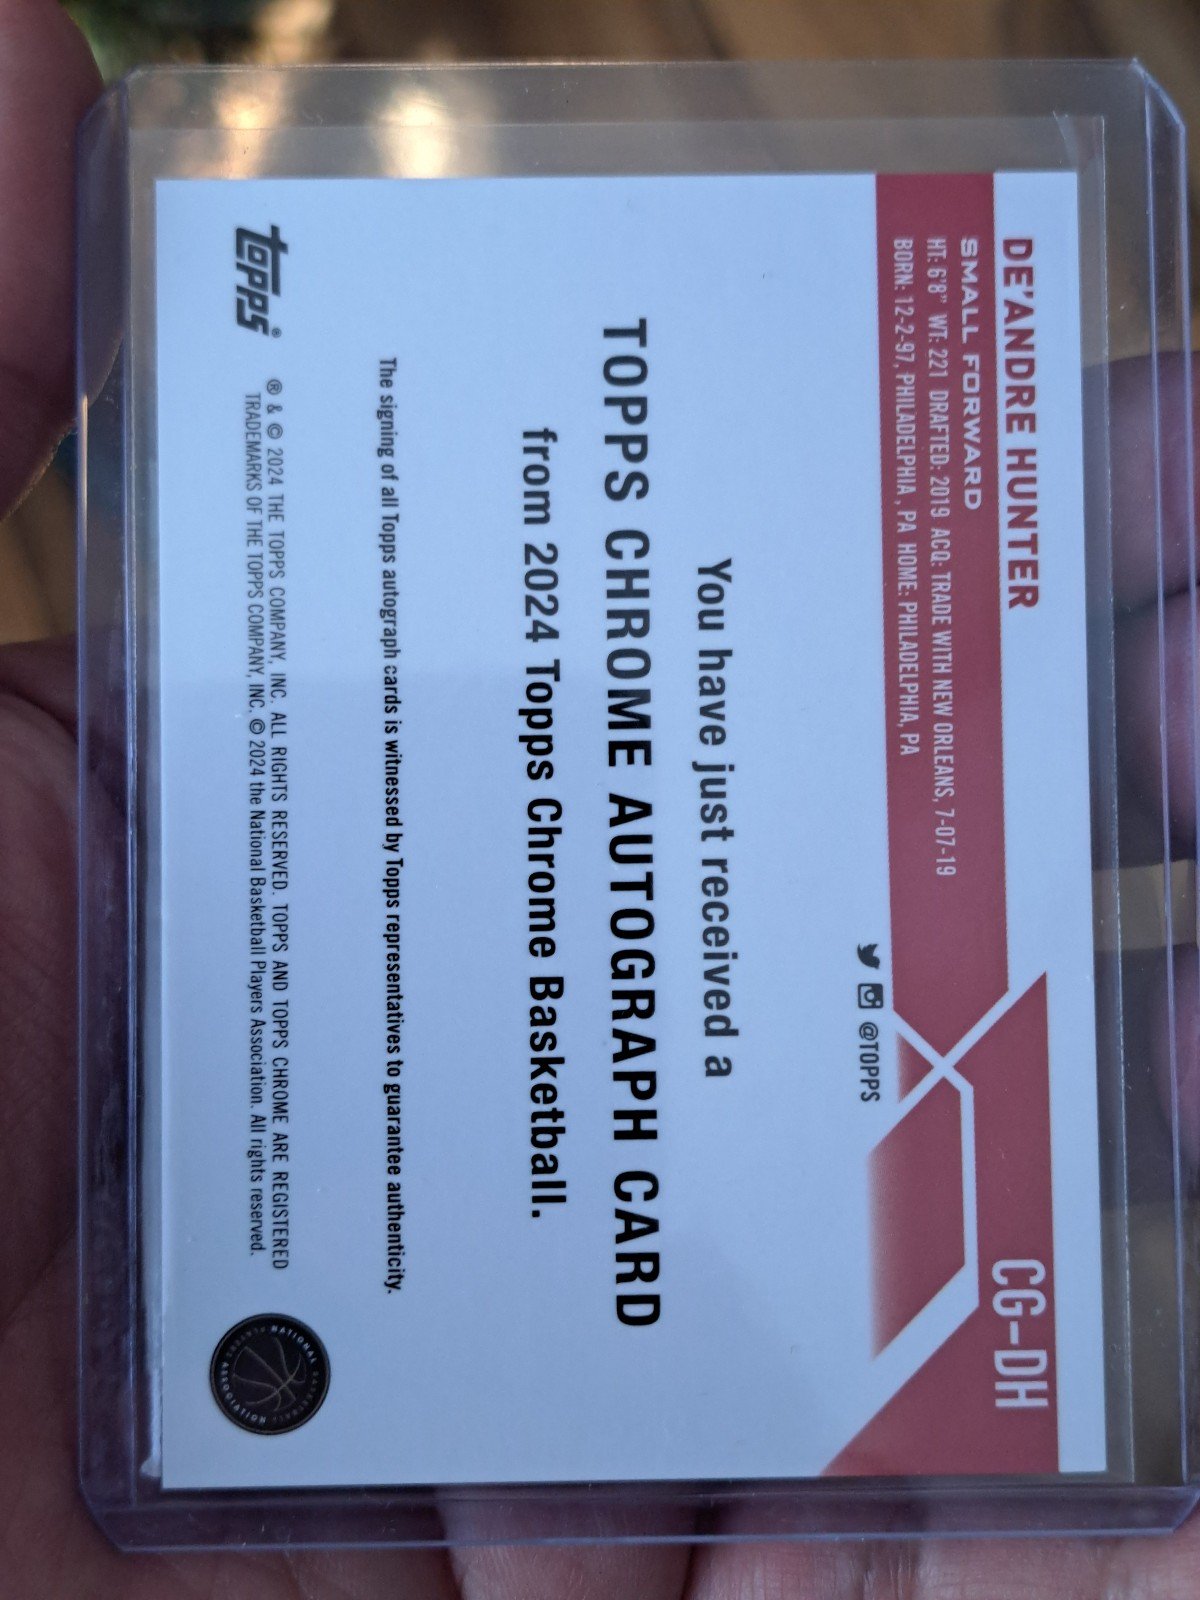 DE'ANDRE HUNTER
CG-DH
SMALL FORWARD
HT: 6'8" WT: 221 DRAFTED: 2019 ACQ: TRADE WITH NEW ORLEANS, 7-07-19
BORN: 12-2-97, PHILADELPHIA , PA HOME: PHILADELPHIA, PA
@TOPPS
You have just received a
TOPPS CHROME AUTOGRAPH CARD
from 2024 Topps Chrome Basketball.
The signing of all Topps autograph cards is witnessed by Topps representatives to guarantee authenticity.
topps®
® & © 2024 THE TOPPS COMPANY, INC. ALL RIGHTS RESERVED. TOPPS AND TOPPS CHROME ARE REGISTERED
TRADEMARKS OF THE TOPPS COMPANY, INC. © 2024 the National Basketball Players Association. All rights reserved.
NATIONAL BASKETBALL
PLAYERS ASSOCIATION